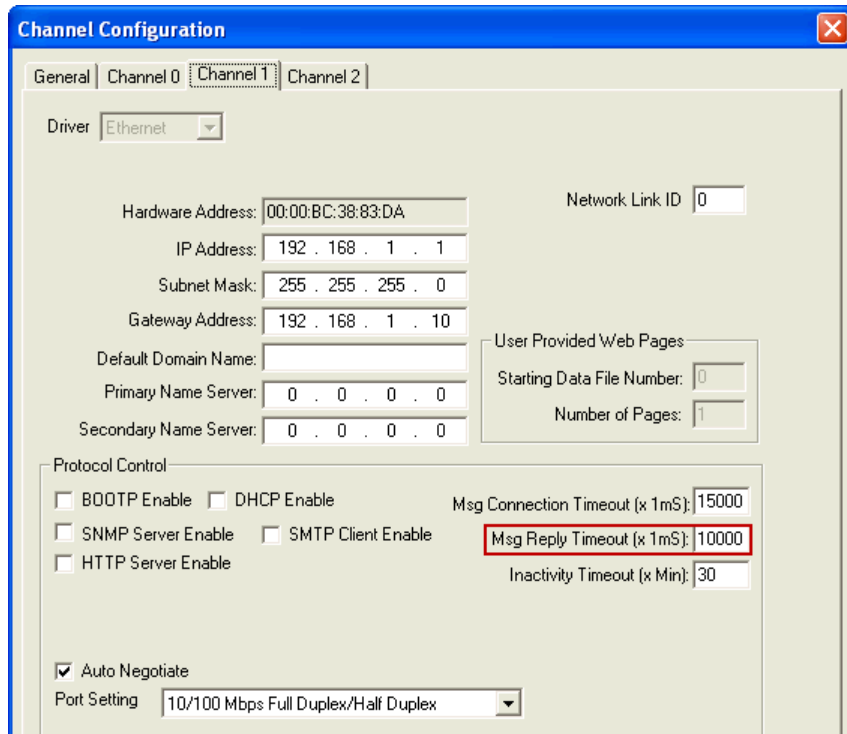 Channel Configuration
General Channel 0 Channel 1 Channel 2
Driver Ethernet
Hardware Address: 00:00:BC:38:83:DA
Network Link ID 0
IP Address: 192 . 168 . 1 . 1
Subnet Mask: 255 . 255 . 255 . 0
Gateway Address: 192 . 168 . 1 . 10
Default Domain Name:
Primary Name Server: 0 . 0 . 0 . 0
Secondary Name Server: 0 . 0 . 0 . 0
User Provided Web Pages
Starting Data File Number: 0
Number of Pages: 1
Protocol Control
BOOTP Enable DHCP Enable
SNMP Server Enable SMTP Client Enable
HTTP Server Enable
Msg Connection Timeout (x 1mS): 15000
Msg Reply Timeout (x 1mS): 10000
Inactivity Timeout (x Min): 30
Auto Negotiate
Port Setting 10/100 Mbps Full Duplex/Half Duplex